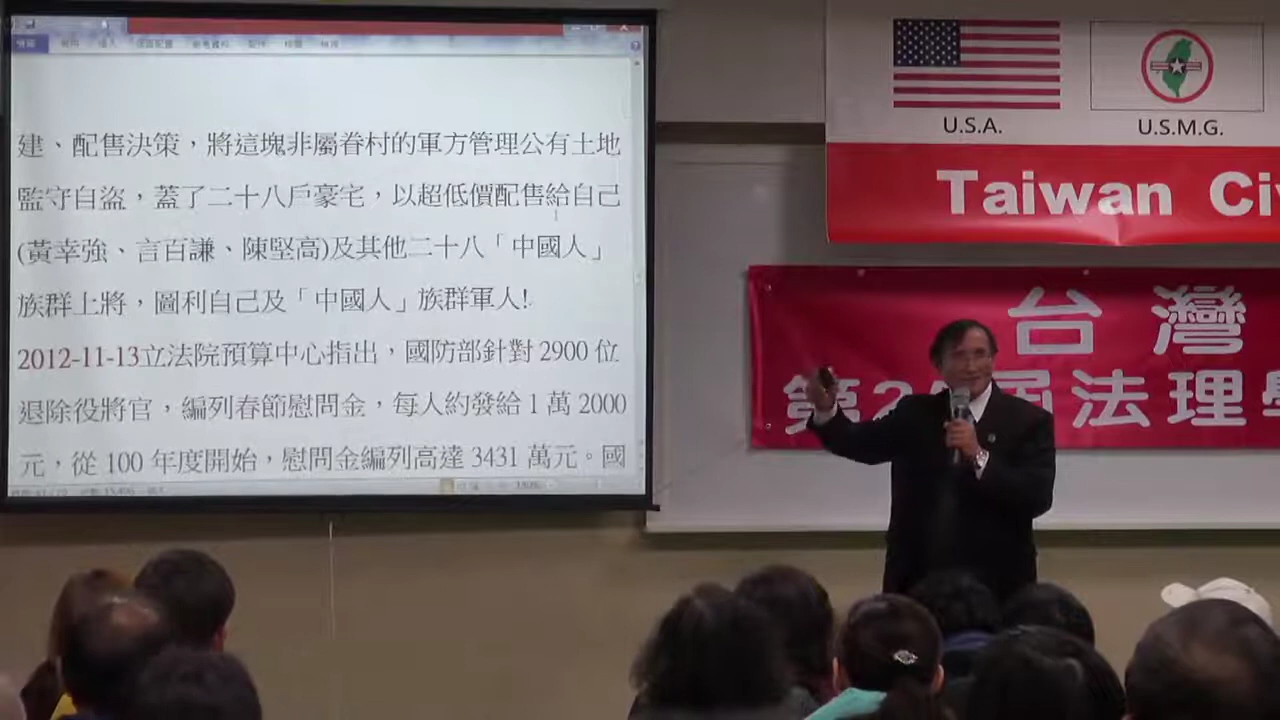 建、配售決策，將這塊非屬眷村的軍方管理公有土地
監守自盜，蓋了二十八戶豪宅，以超低價配售給自己
(黃幸強、言百謙、陳堅高)及其他二十八「中國人」
族群上將，圖利自己及「中國人」族群軍人!
2012-11-13立法院預算中心指出，國防部針對 2900 位
退除役將官，編列春節慰問金，每人約發給 1 萬 2000
元，從 100 年度開始，慰問金編列高達 3431 萬元。國
U.S.A.
U.S.M.G.
Taiwan Ci
台灣
第2 屆法理學